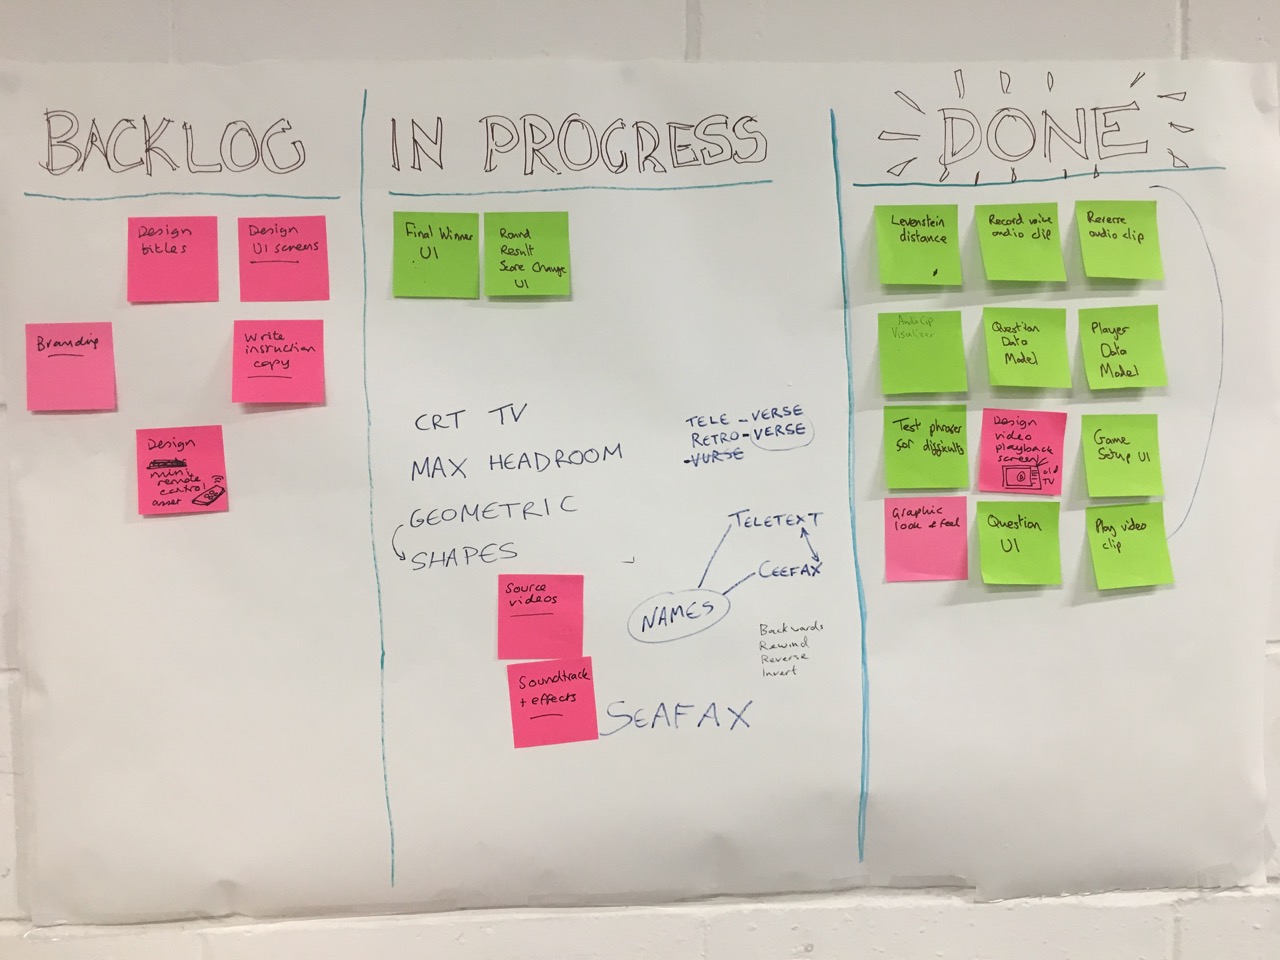 BACKLOG
Design
titles
Design
UI screens
Branding
Write
instruction
copy
Design
mini
remote
control
asset
IN PROGRESS
Final Winner
UI
Round
Result
Score Change
UI
CRT TV
MAX HEADROOM
GEOMETRIC
SHAPES
TELE-VERSE
RETRO-VERSE
-VURSE
TELETEXT
CEEFAX
NAMES
Backwards
Rewind
Reverse
Invert
Source
videos
Soundtrack
+ effects
SEAFAX
DONE
Levenstein
distance
Record voice
audio clip
Reverse
audio clip
Audio Clip
Visualizer
Question
Data
Model
Player
Data
Model
Test phrases
for difficulty
Design
video
playback
screen
old
TV
Game
Setup UI
Graphic
look & feel
Question
UI
Play video
clip